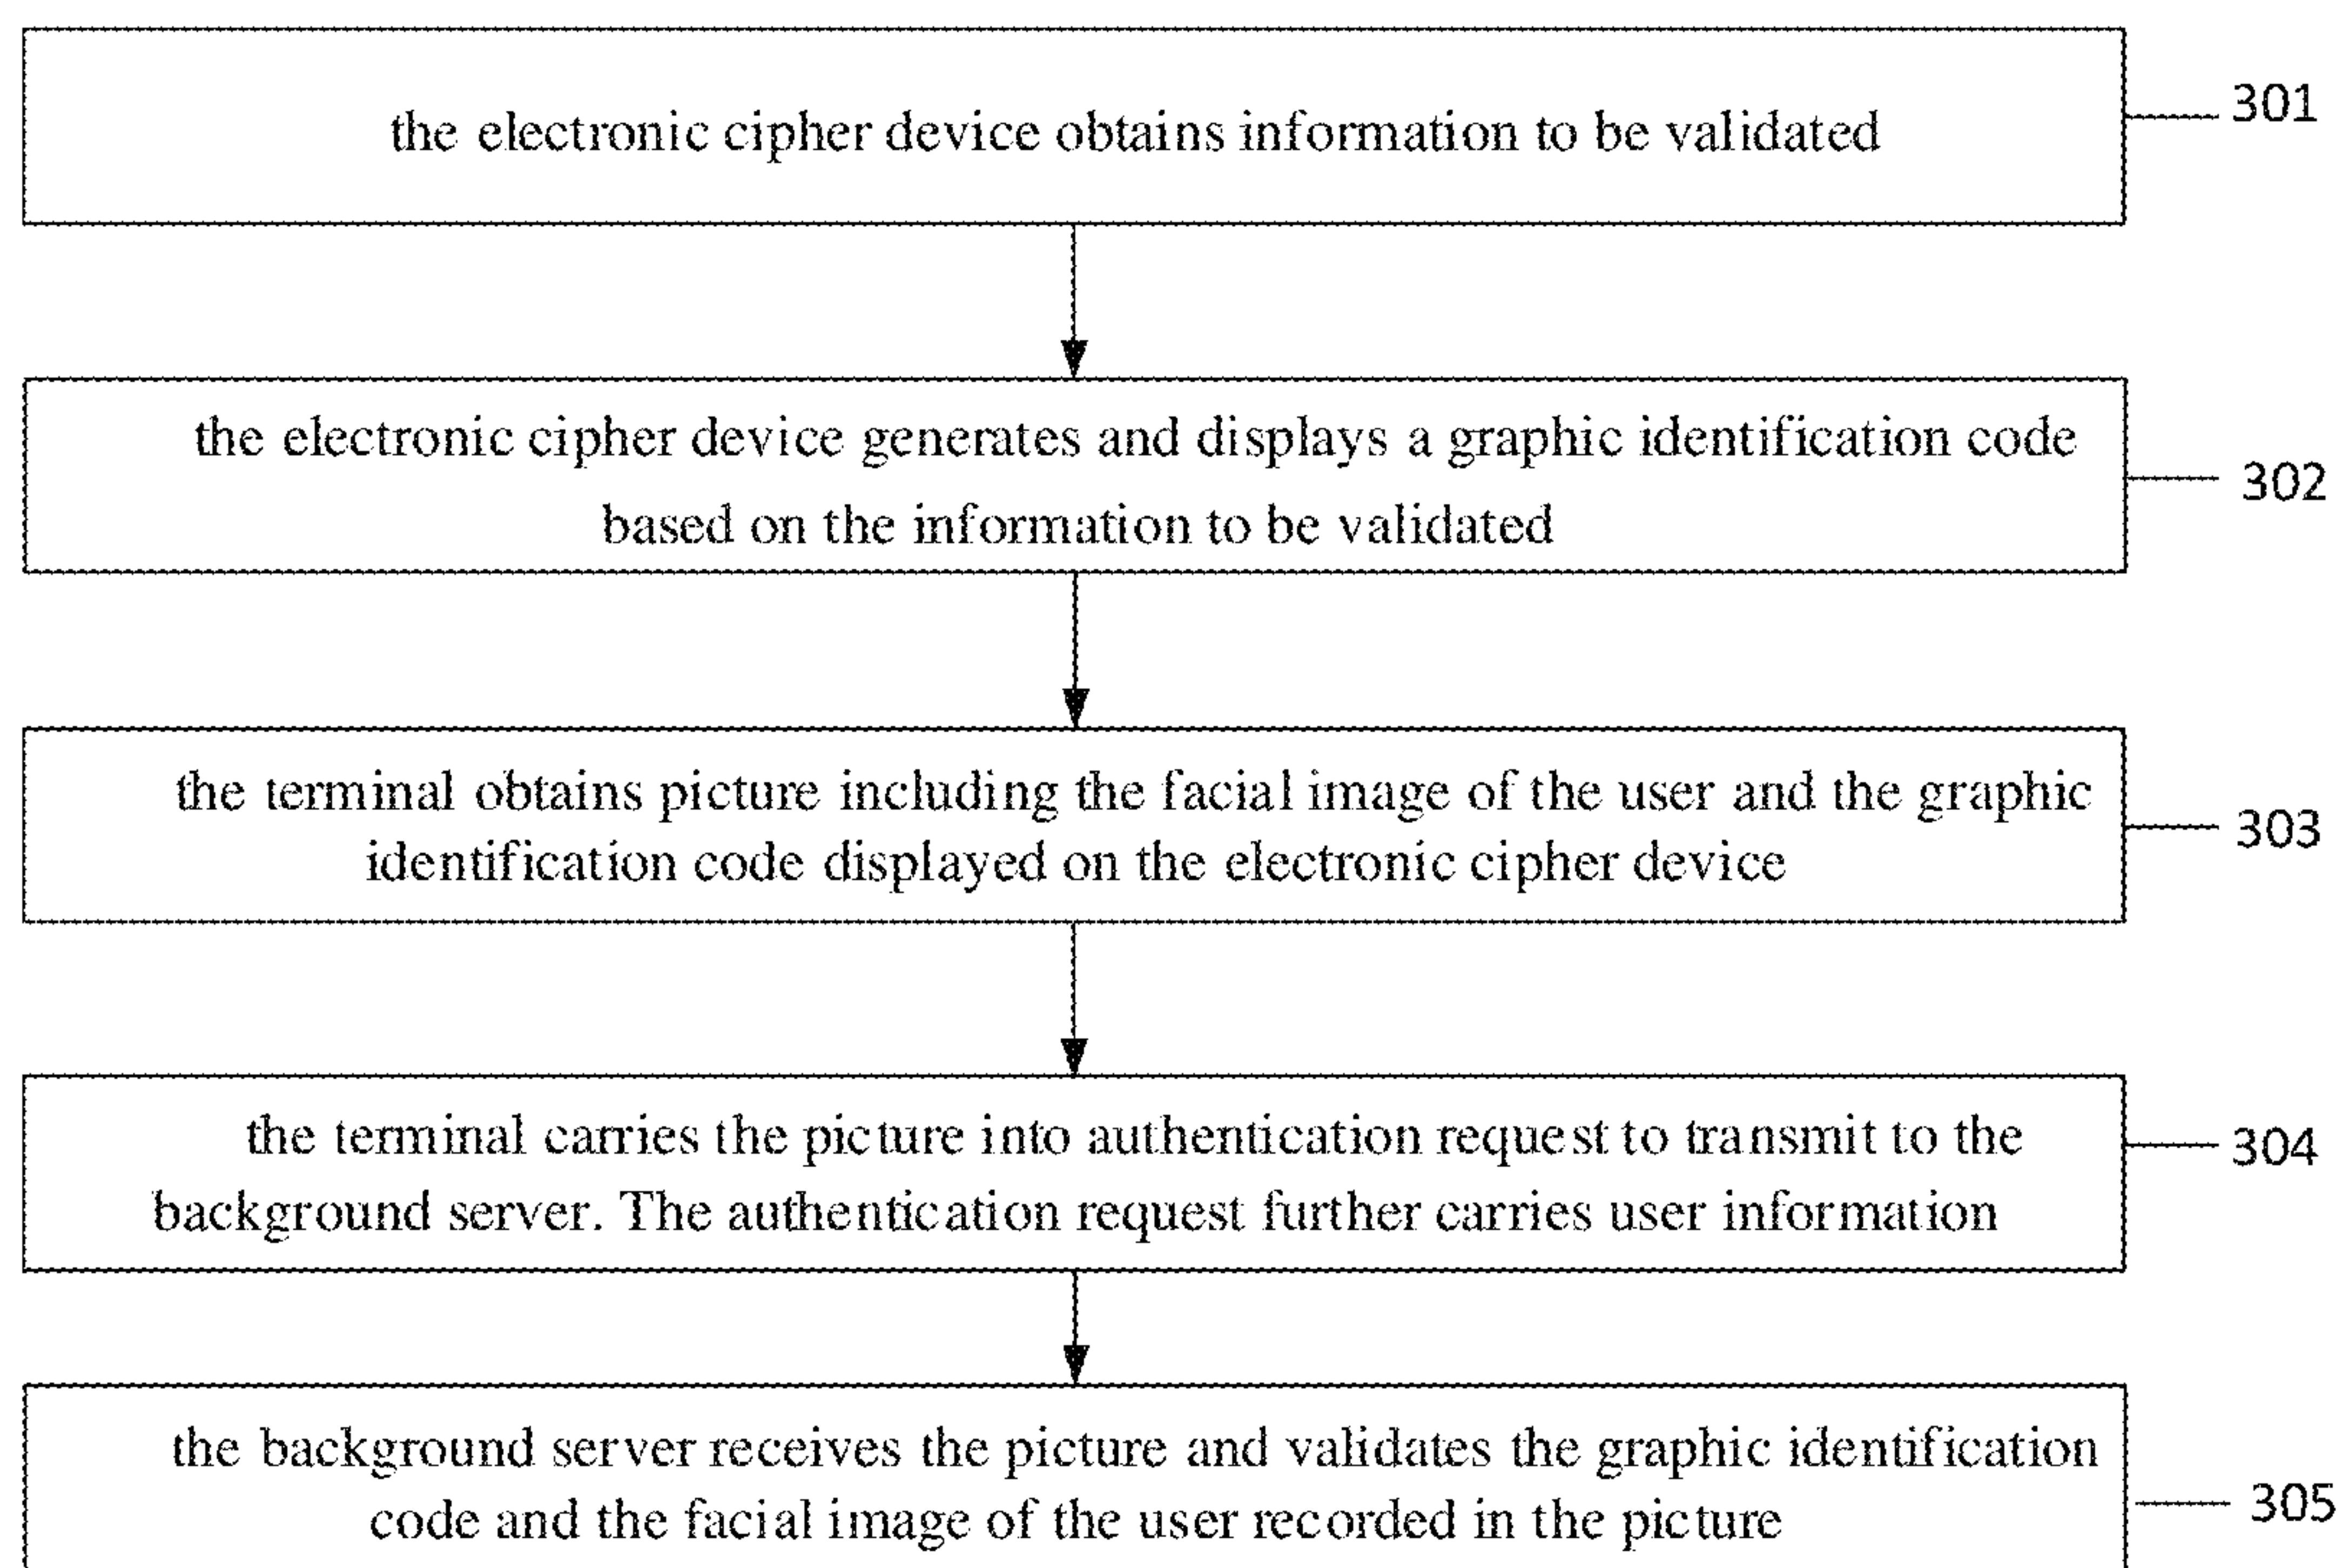 the electronic cipher device obtains information to be validated
301
the electronic cipher device generates and displays a graphic identification code
based on the information to be validated
302
the terminal obtains picture including the facial image of the user and the graphic
identification code displayed on the electronic cipher device
303
the terminal carries the picture into authentication request to transmit to the
background server. The authentication request further carries user information
304
the background server receives the picture and validates the graphic identification
code and the facial image of the user recorded in the picture
305